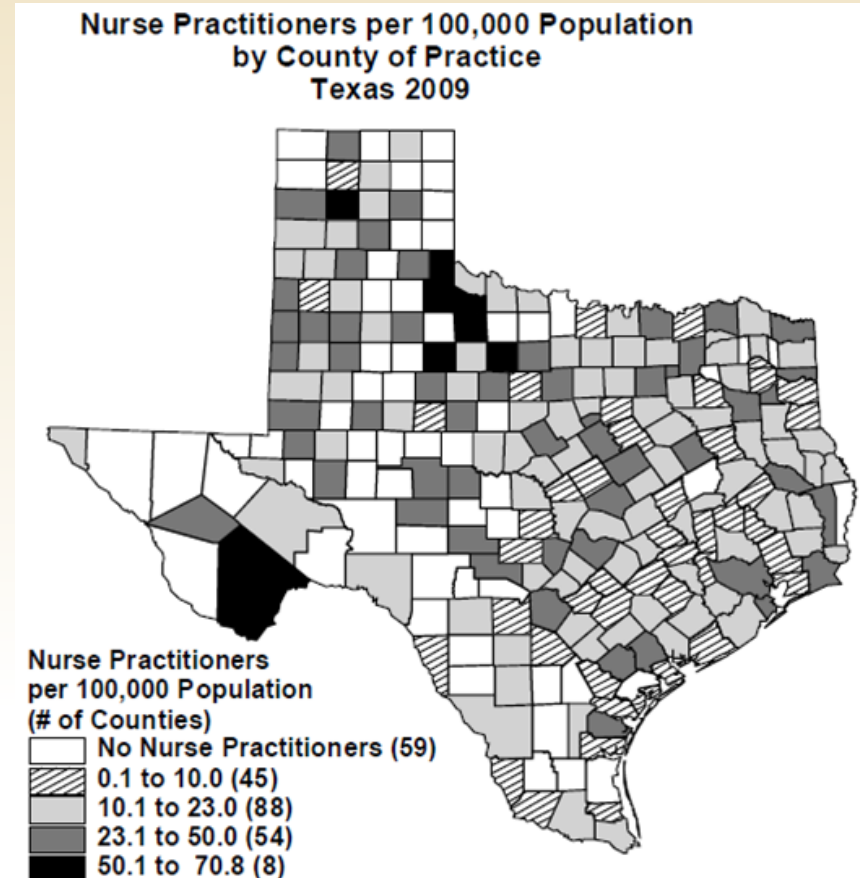 Nurse Practitioners per 100,000 Population
by County of Practice
Texas 2009
Nurse Practitioners
per 100,000 Population
(# of Counties)
No Nurse Practitioners (59)
0.1 to 10.0 (45)
10.1 to 23.0 (88)
23.1 to 50.0 (54)
50.1 to 70.8 (8)